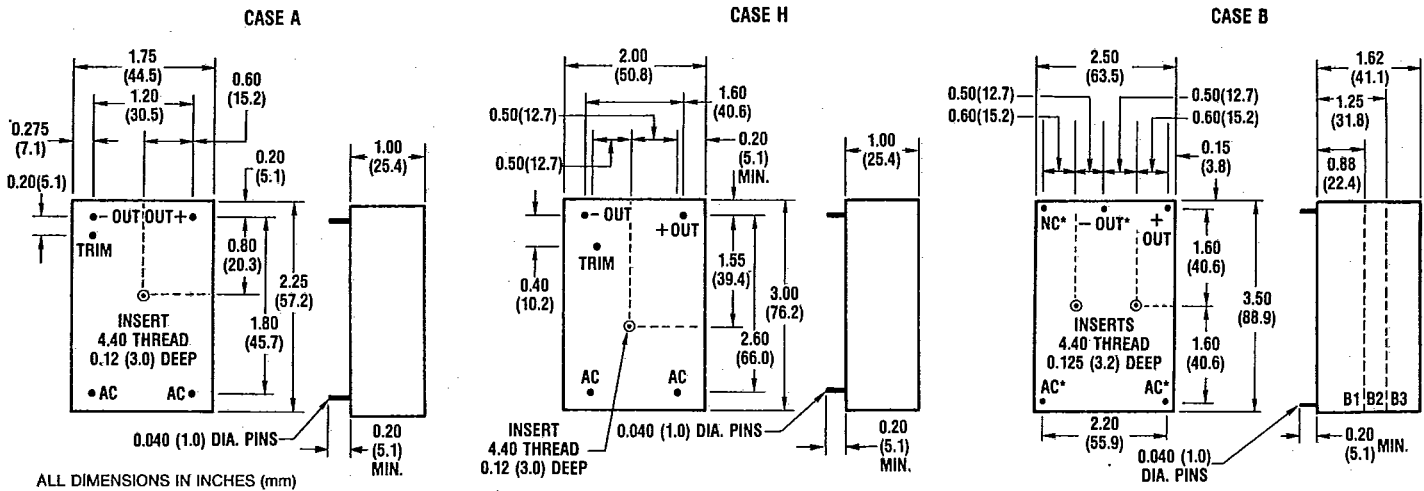 CASE A
1.75
(44.5)
1.20
(30.5)
0.60
(15.2)
0.275
(7.1)
0.20(5.1)
0.20
(5.1)
1.00
(25.4)
- OUT OUT+
TRIM
0.80
(20.3)
2.25
(57.2)
1.80
(45.7)
INSERT
4.40 THREAD
0.12 (3.0) DEEP
AC AC
0.040 (1.0) DIA. PINS
0.20
(5.1)
MIN.
ALL DIMENSIONS IN INCHES (mm)
CASE H
2.00
(50.8)
1.60
(40.6)
0.50(12.7)
0.50(12.7)
0.20
(5.1)
MIN.
1.00
(25.4)
- OUT
+OUT
TRIM
0.40
(10.2)
1.55
(39.4)
3.00
(76.2)
2.60
(66.0)
AC AC
INSERT
4.40 THREAD
0.12 (3.0) DEEP
0.040 (1.0) DIA. PINS
0.20
(5.1)
MIN.
CASE B
2.50
(63.5)
1.62
(41.1)
0.50(12.7)
0.50(12.7)
0.60(15.2)
0.60(15.2)
1.25
(31.8)
0.15
(3.8)
0.88
(22.4)
NC* - OUT* +
OUT
1.60
(40.6)
3.50
(88.9)
INSERTS
4.40 THREAD
0.125 (3.2) DEEP
1.60
(40.6)
AC* AC*
B1 B2 B3
2.20
(55.9)
0.040 (1.0)
DIA. PINS
0.20
(5.1) MIN.